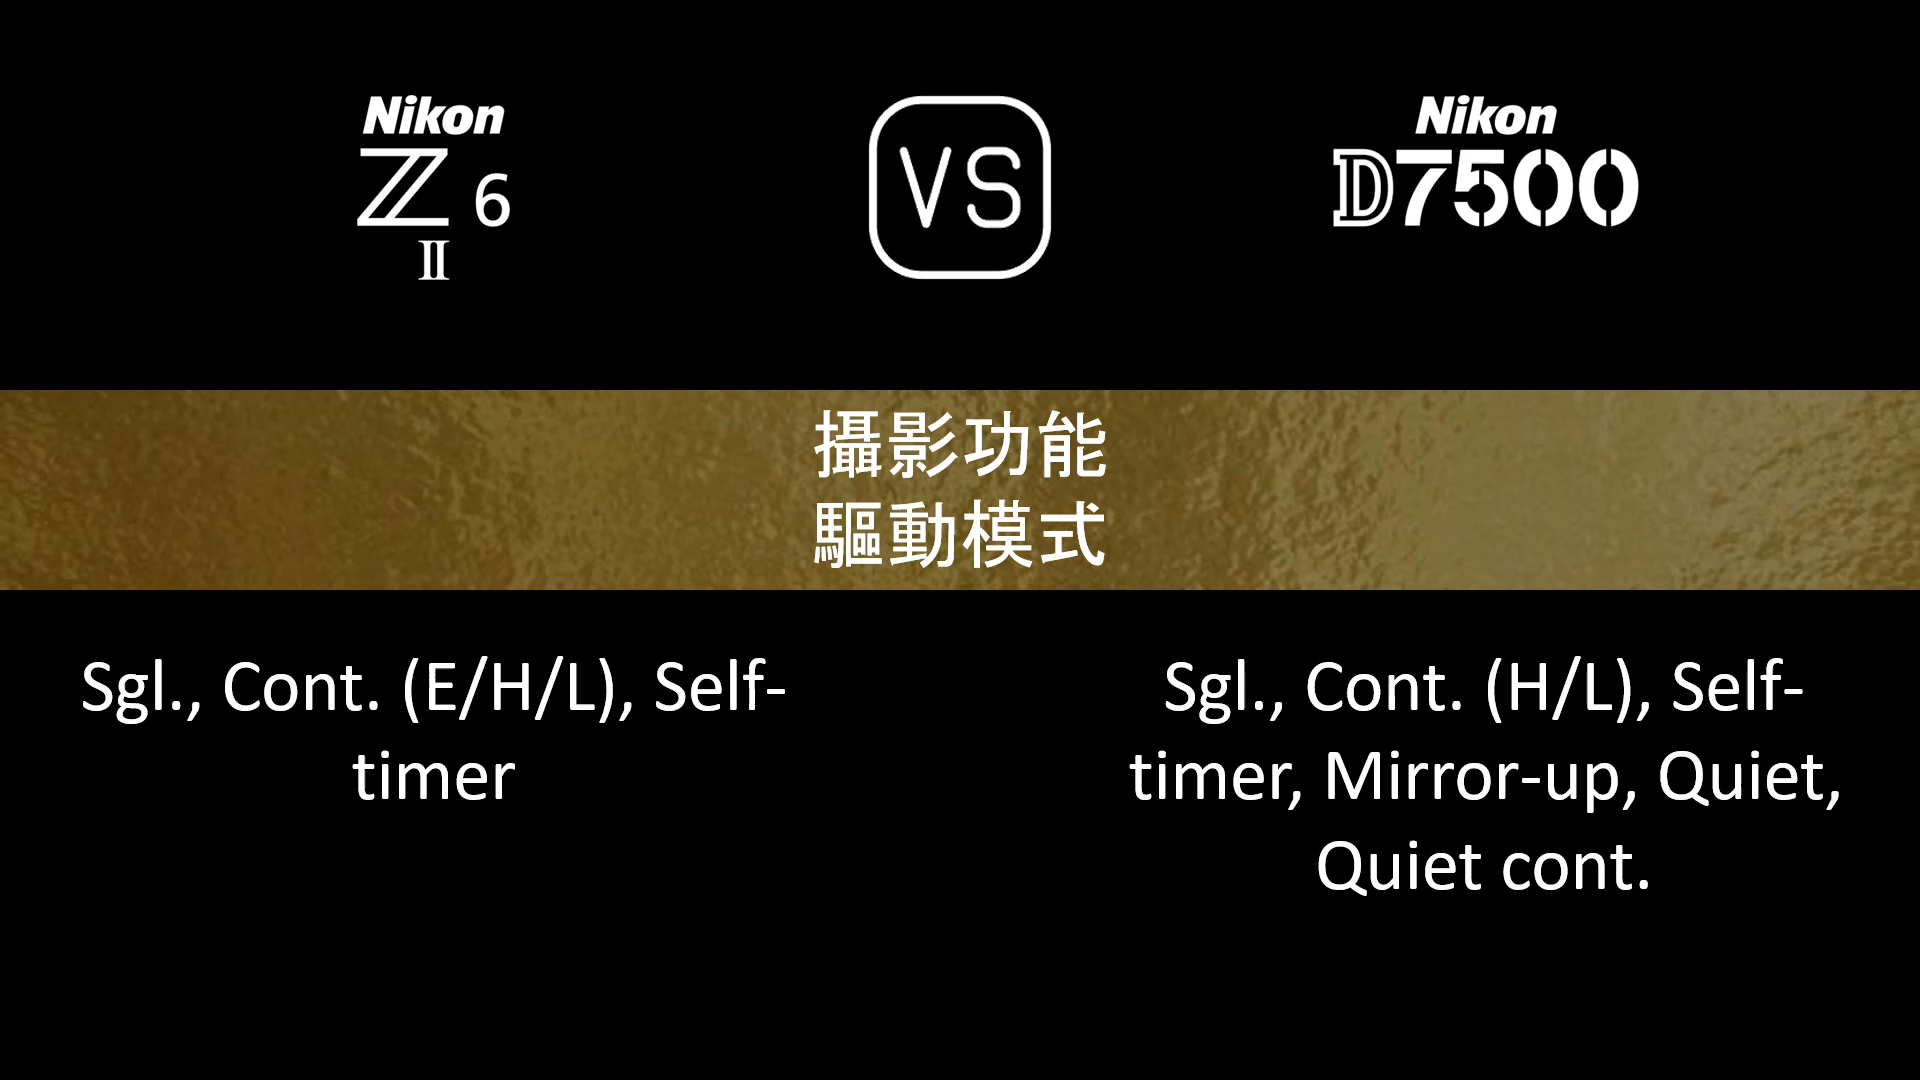 Nikon
Z 6
II
VS
Nikon
D7500
攝影功能
驅動模式
Sgl., Cont. (E/H/L), Self-
timer
Sgl., Cont. (H/L), Self-
timer, Mirror-up, Quiet,
Quiet cont.